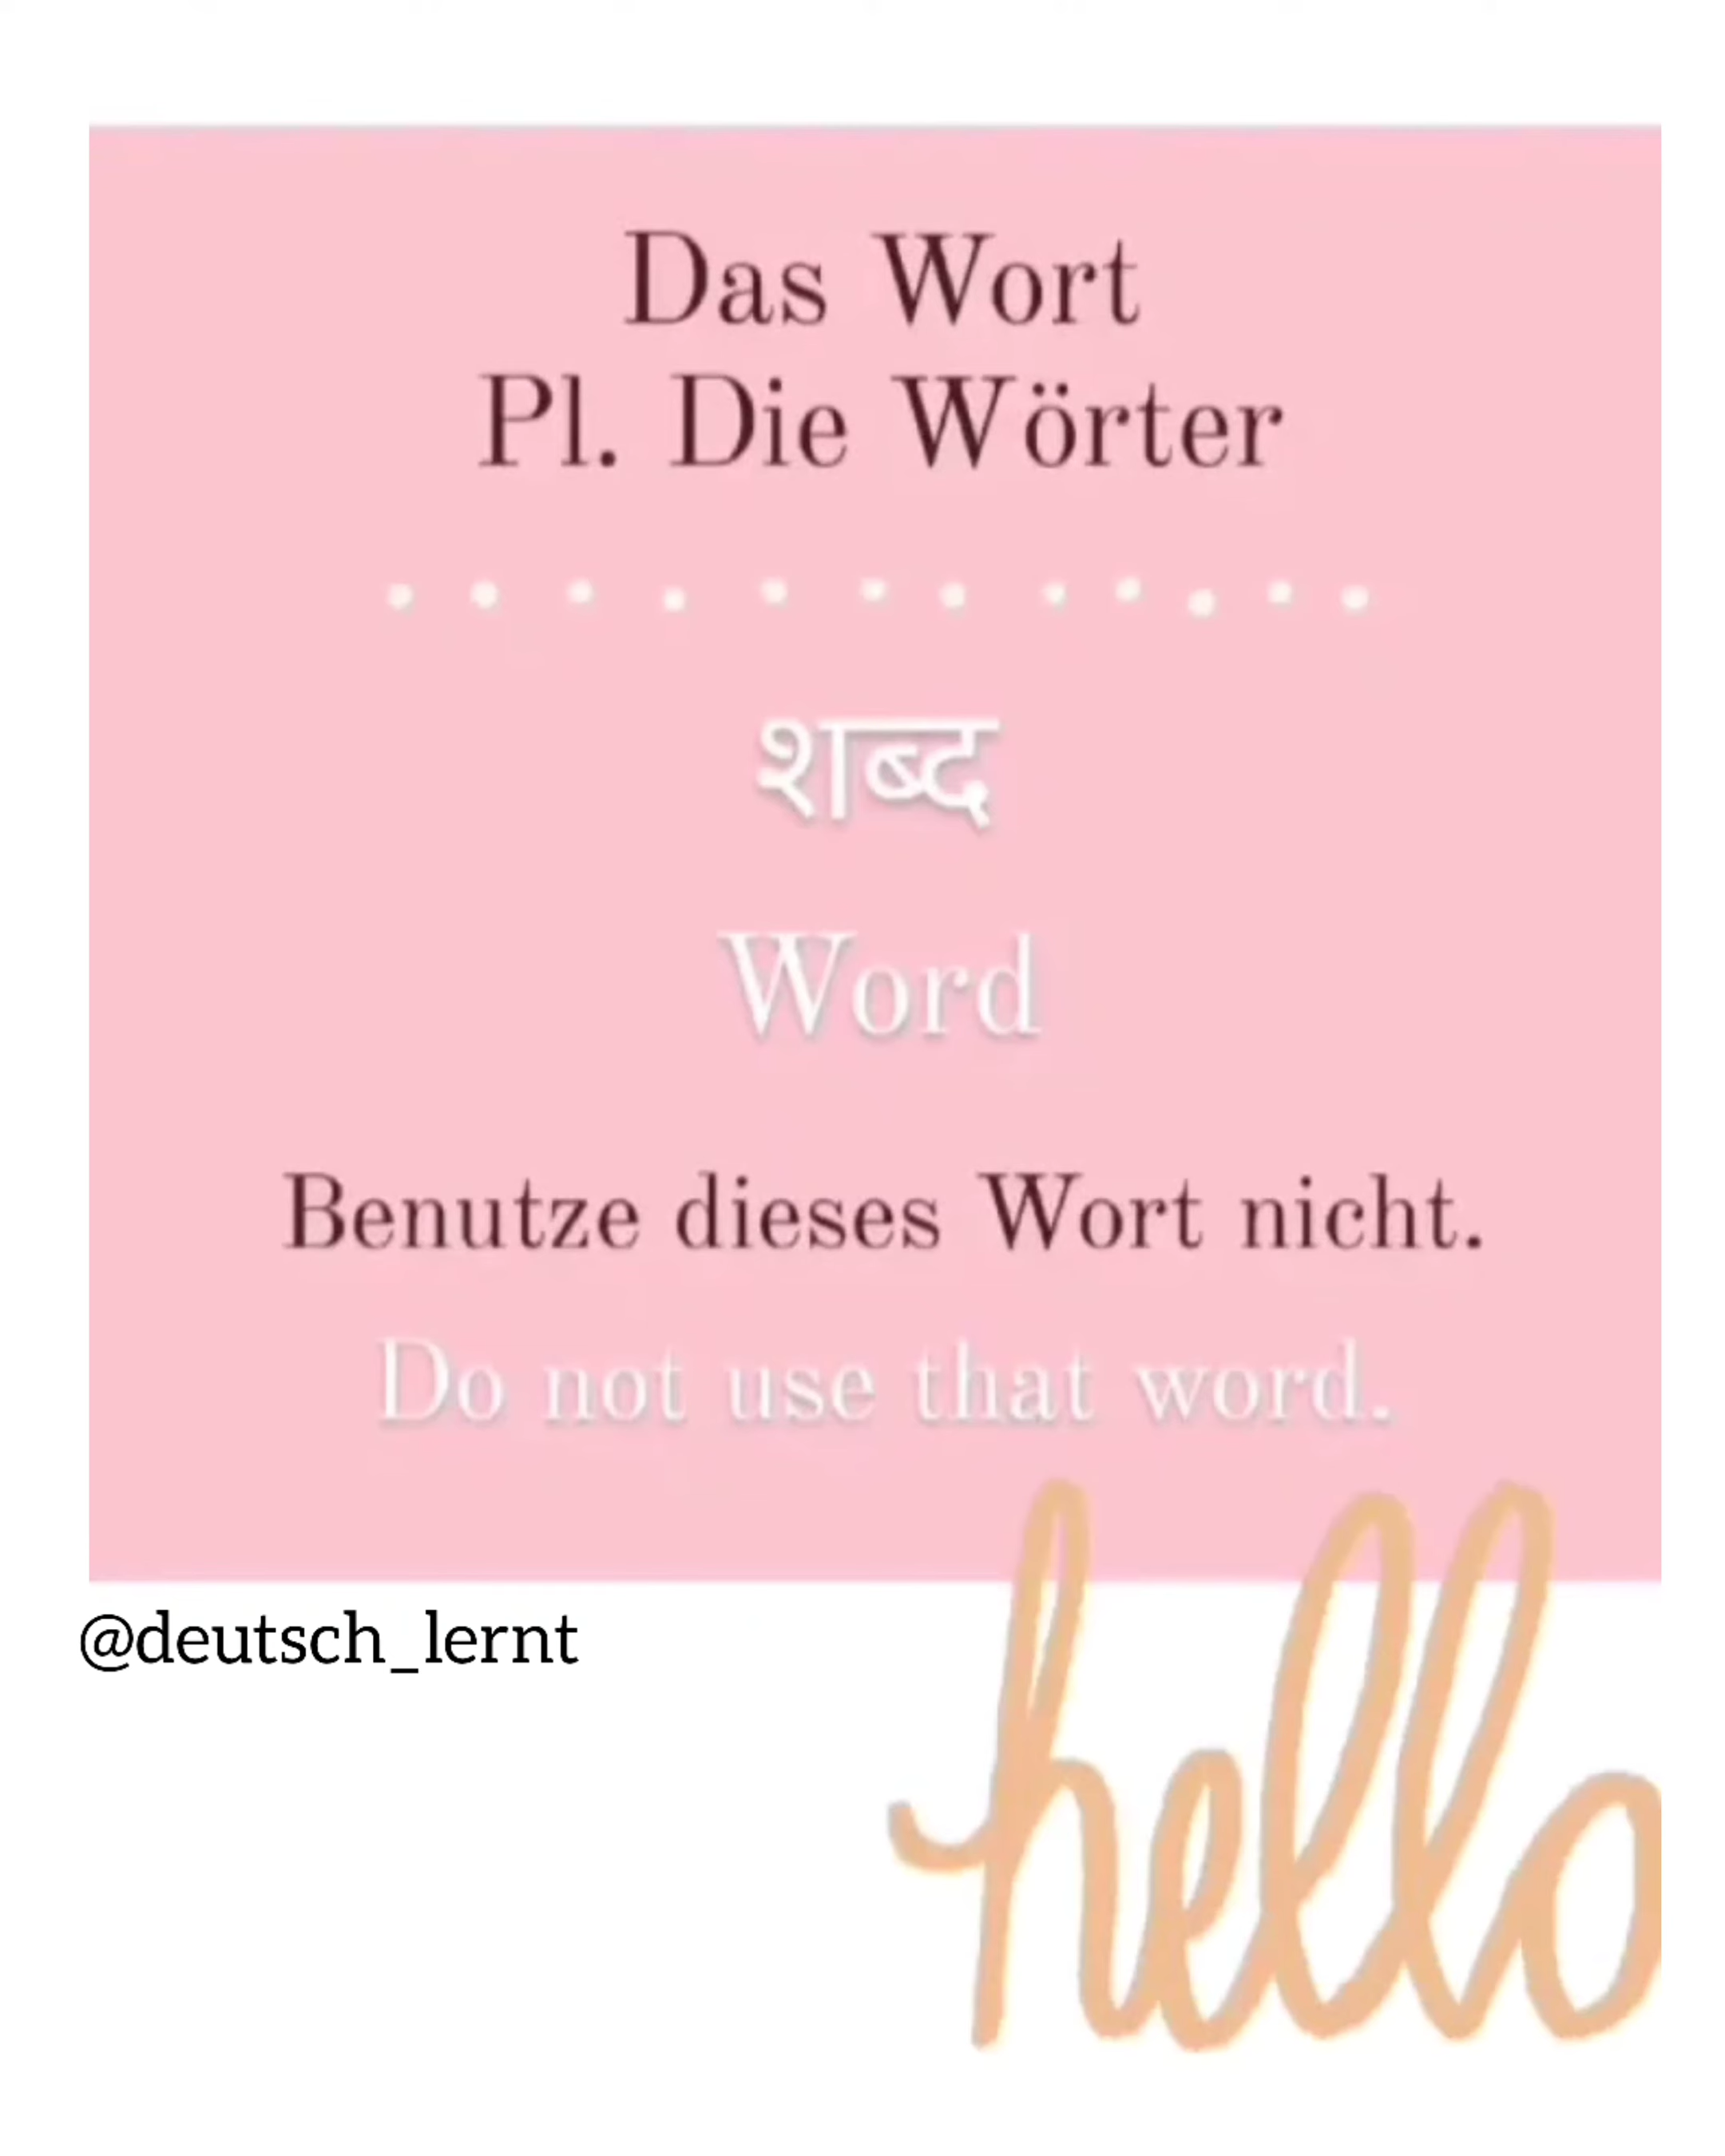 Das Wort
Pl. Die Wörter
शब्द
Word
Benutze dieses Wort nicht.
Do not use that word.
@deutsch_lernt
hello